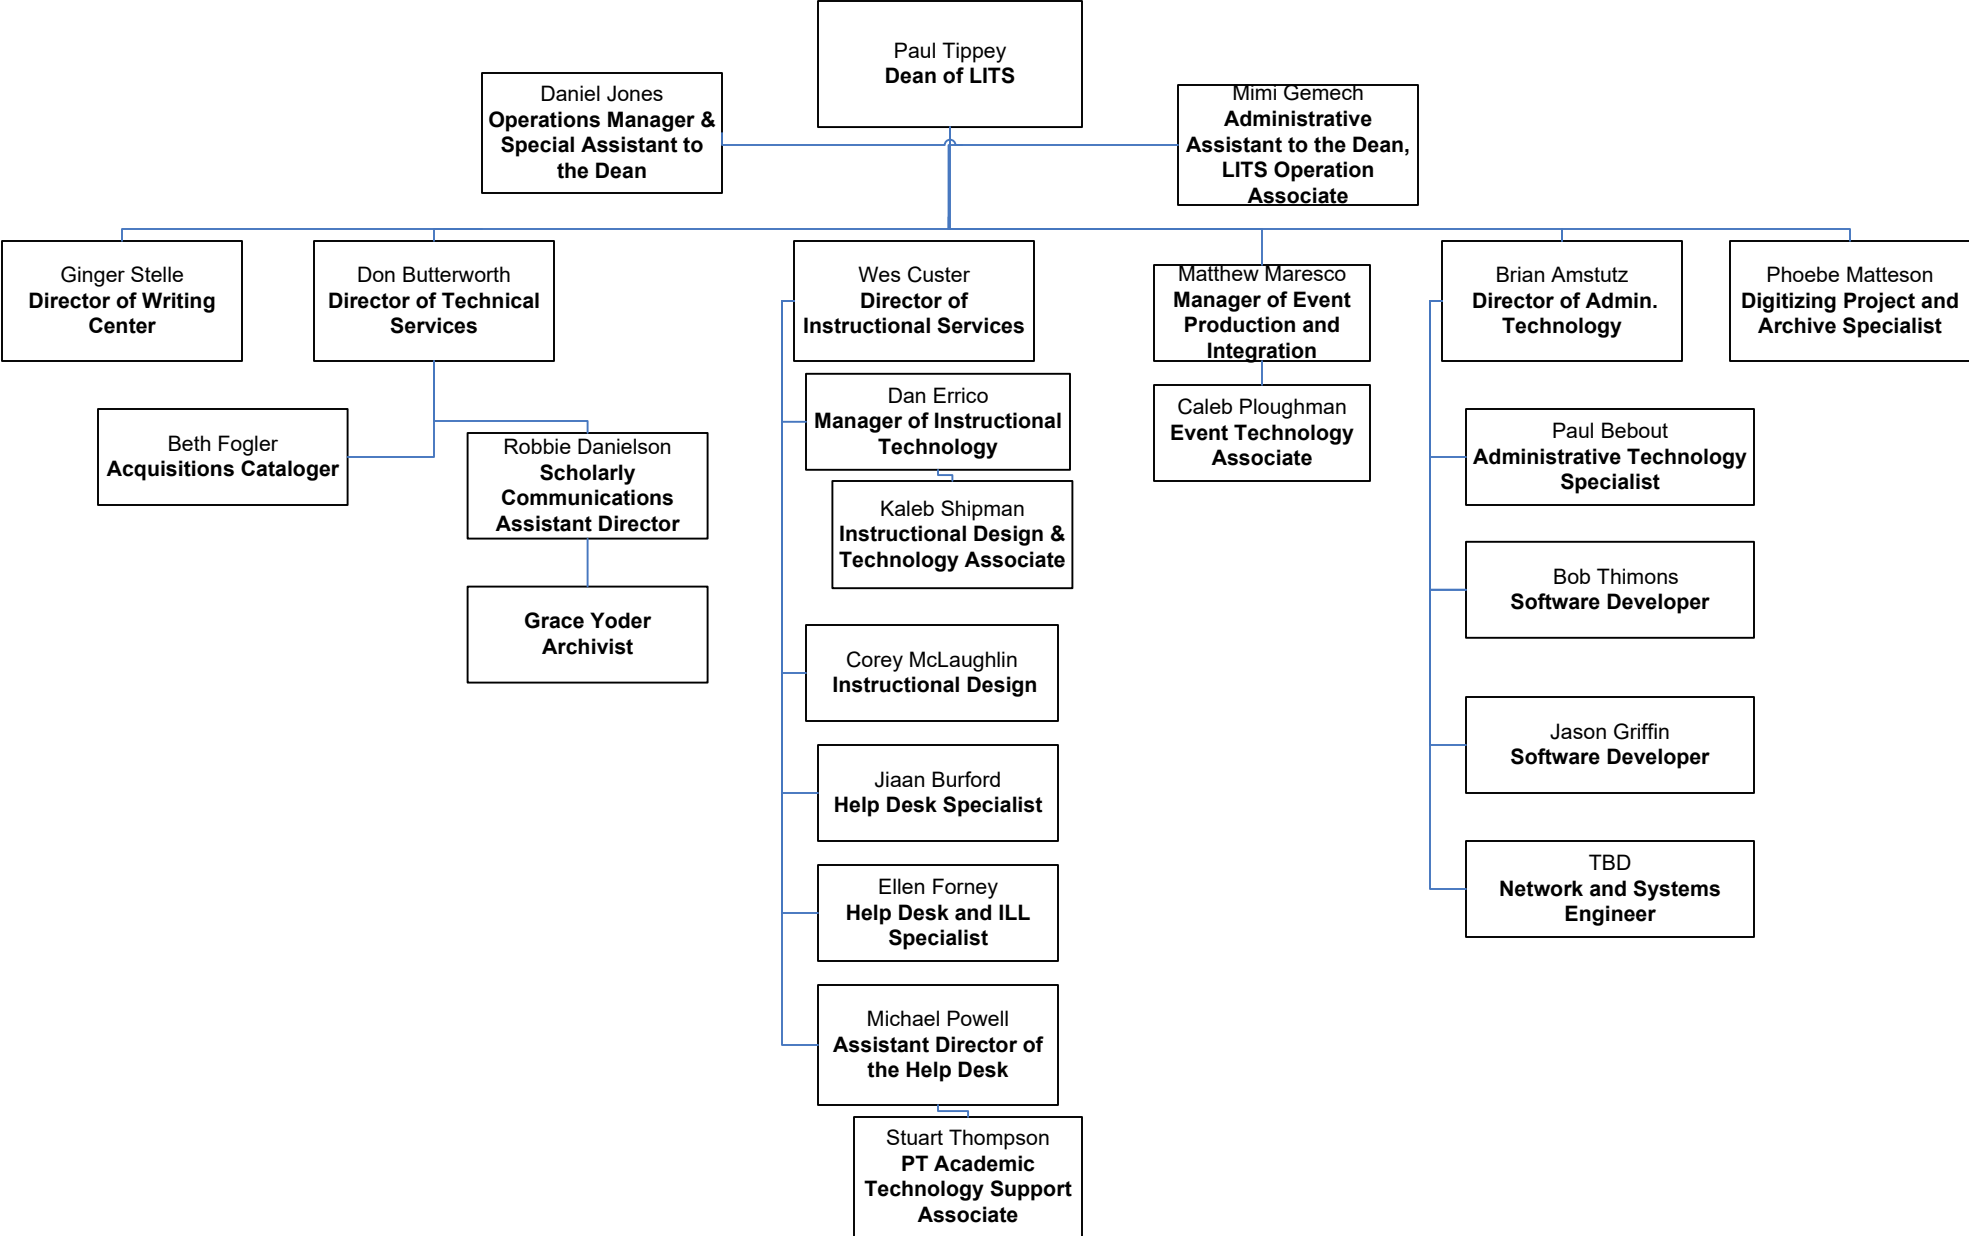 Paul Tippey
Dean of LITS
Daniel Jones
Operations Manager &
Special Assistant to
the Dean
Mimi Gemech
Administrative
Assistant to the Dean,
LITS Operation
Associate
Ginger Stelle
Director of Writing
Center
Don Butterworth
Director of Technical
Services
Wes Custer
Director of
Instructional Services
Matthew Maresco
Manager of Event
Production and
Integration
Brian Amstutz
Director of Admin.
Technology
Phoebe Matteson
Digitizing Project and
Archive Specialist
Beth Fogler
Acquisitions Cataloger
Robbie Danielson
Scholarly
Communications
Assistant Director
Grace Yoder
Archivist
Dan Errico
Manager of Instructional
Technology
Kaleb Shipman
Instructional Design &
Technology Associate
Corey McLaughlin
Instructional Design
Jiaan Burford
Help Desk Specialist
Ellen Forney
Help Desk and ILL
Specialist
Michael Powell
Assistant Director of
the Help Desk
Stuart Thompson
PT Academic
Technology Support
Associate
Caleb Ploughman
Event Technology
Associate
Paul Bebout
Administrative Technology
Specialist
Bob Thimons
Software Developer
Jason Griffin
Software Developer
TBD
Network and Systems
Engineer